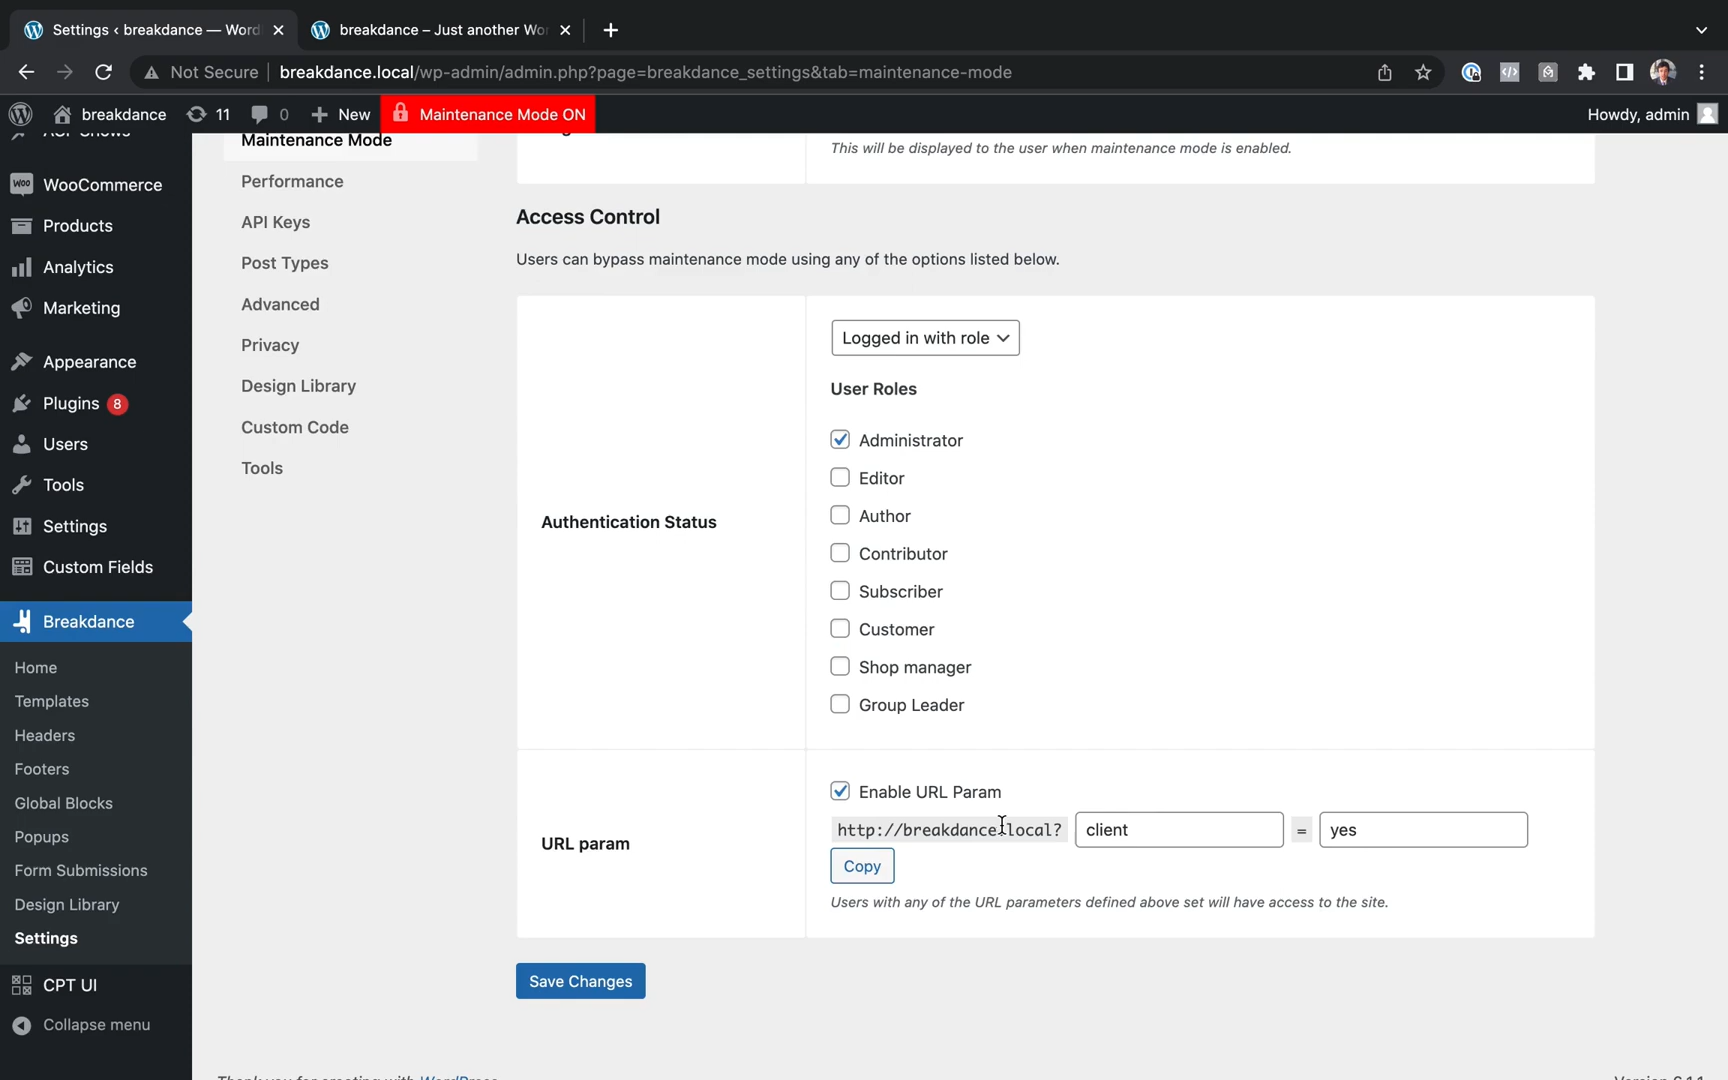 Settings ‹ breakdance — Word
breakdance – Just another Wor
Not Secure
breakdance.local/wp-admin/admin.php?page=breakdance_settings&tab=maintenance-mode
breakdance
11
0
New
Maintenance Mode ON
Howdy, admin
WooCommerce
Products
Analytics
Marketing
Appearance
Plugins 8
Users
Tools
Settings
Custom Fields
Breakdance
Home
Templates
Headers
Footers
Global Blocks
Popups
Form Submissions
Design Library
Settings
CPT UI
Collapse menu
Maintenance Mode
Performance
API Keys
Post Types
Advanced
Privacy
Design Library
Custom Code
Tools
This will be displayed to the user when maintenance mode is enabled.
Access Control
Users can bypass maintenance mode using any of the options listed below.
Authentication Status
Logged in with role
User Roles
Administrator
Editor
Author
Contributor
Subscriber
Customer
Shop manager
Group Leader
URL param
Enable URL Param
http://breakdance.local? client = yes
Copy
Users with any of the URL parameters defined above set will have access to the site.
Save Changes